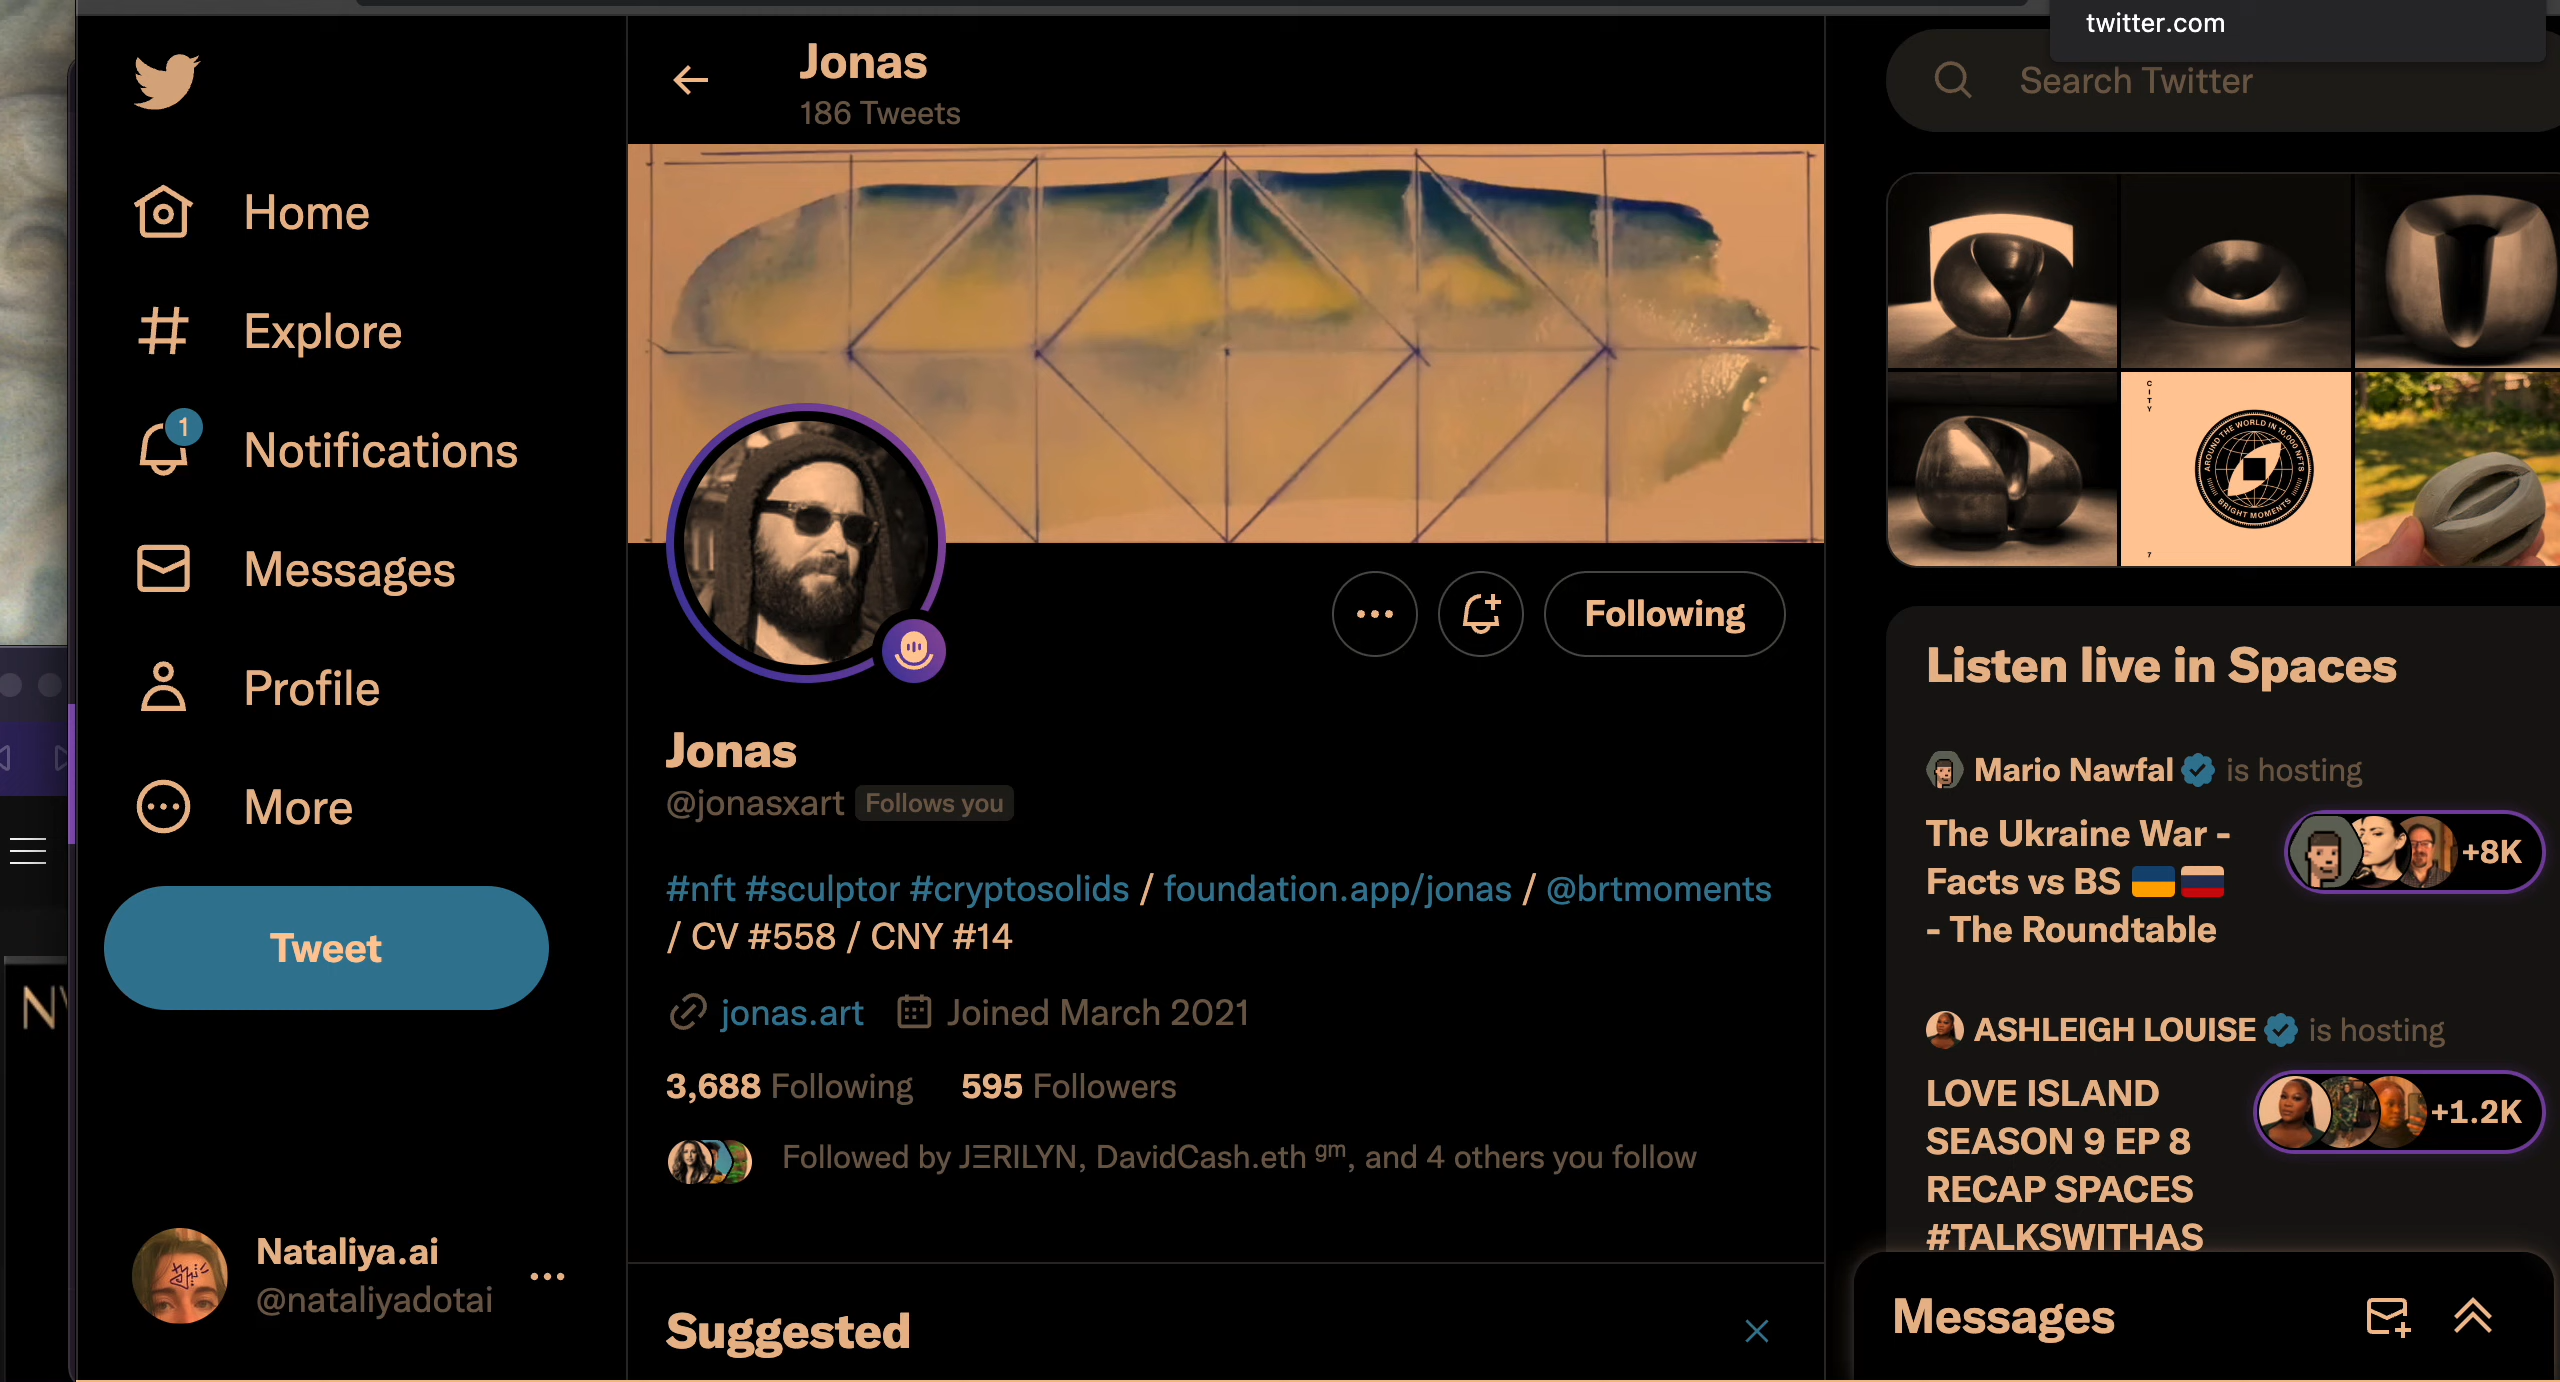 twitter.com
Jonas
186 Tweets
Search Twitter
Home
Explore
1
Notifications
Messages
Profile
More
Tweet
Nataliya.ai
@nataliyadotai
Following
Jonas
@jonasxart Follows you
#nft #sculptor #cryptosolids / foundation.app/jonas / @brtmoments
/ CV #558 / CNY #14
jonas.art Joined March 2021
3,688 Following 595 Followers
Followed by JΞRILYN, DavidCash.eth ᵍᵐ, and 4 others you follow
Suggested
CITY
AROUND THE WORLD IN 10,000 NFTS
BRIGHT MOMENTS
7
Listen live in Spaces
Mario Nawfal is hosting
The Ukraine War -
Facts vs BS 🇺🇦🇷🇺
- The Roundtable
+8K
ASHLEIGH LOUISE is hosting
LOVE ISLAND
SEASON 9 EP 8
RECAP SPACES
#TALKSWITHAS
+1.2K
Messages